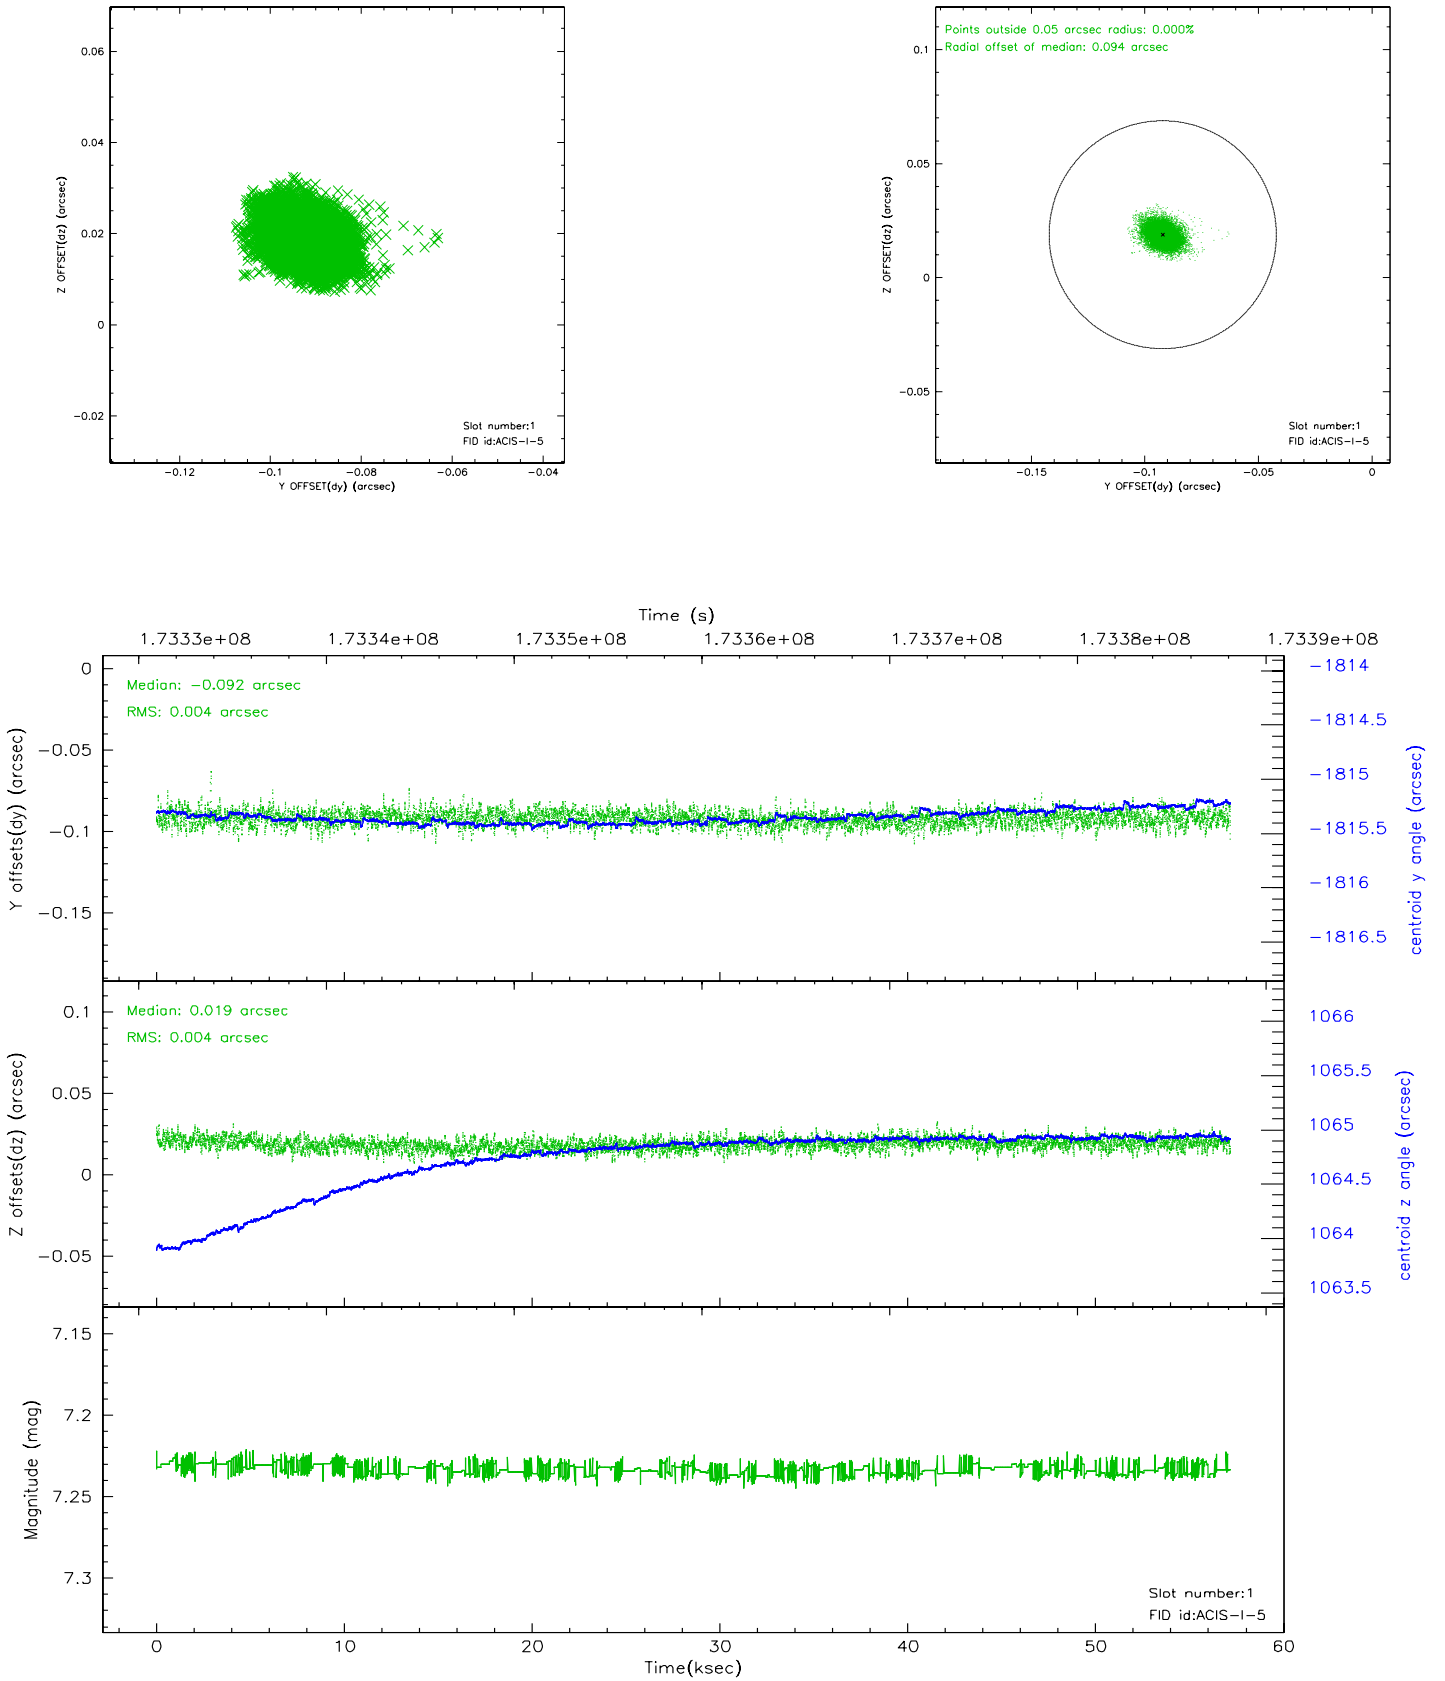 0.06
0.04
0.02
0
-0.02
-0.12
-0.1
-0.08
-0.06
-0.04
Z OFFSET(dz) (arcsec)
Y OFFSET(dy) (arcsec)
Slot number:1
FID id:ACIS-I-5
Points outside 0.05 arcsec radius: 0.000%
Radial offset of median: 0.094 arcsec
0.1
0.05
0
-0.05
-0.15
-0.1
-0.05
0
Z OFFSET(dz) (arcsec)
Y OFFSET(dy) (arcsec)
Slot number:1
FID id:ACIS-I-5
Time (s)
1.7333e+08
1.7334e+08
1.7335e+08
1.7336e+08
1.7337e+08
1.7338e+08
1.7339e+08
Median: -0.092 arcsec
RMS: 0.004 arcsec
0
-0.05
-0.1
-0.15
Y offsets(dy) (arcsec)
-1814
-1814.5
-1815
-1815.5
-1816
-1816.5
centroid y angle (arcsec)
Median: 0.019 arcsec
RMS: 0.004 arcsec
0.1
0.05
0
-0.05
Z offsets(dz) (arcsec)
1066
1065.5
1065
1064.5
1064
1063.5
centroid z angle (arcsec)
7.15
7.2
7.25
7.3
Magnitude (mag)
Slot number:1
FID id:ACIS-I-5
0
10
20
30
40
50
60
Time(ksec)